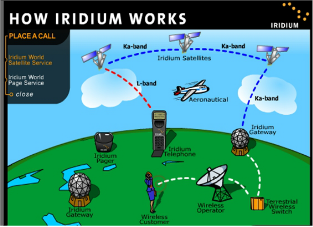 HOW IRIDIUM WORKS
IRIDIUM
PLACE A CALL
Iridium World
Satellite Service
Iridium World
Page Service
close
Ka-band
Ka-band
Iridium Satellites
L-band
Aeronautical
Ka-band
Iridium
Gateway
Iridium
Pager
Iridium
Telephone
Iridium
Gateway
Wireless
Customer
Wireless
Operator
Terrestrial
Wireless
Switch